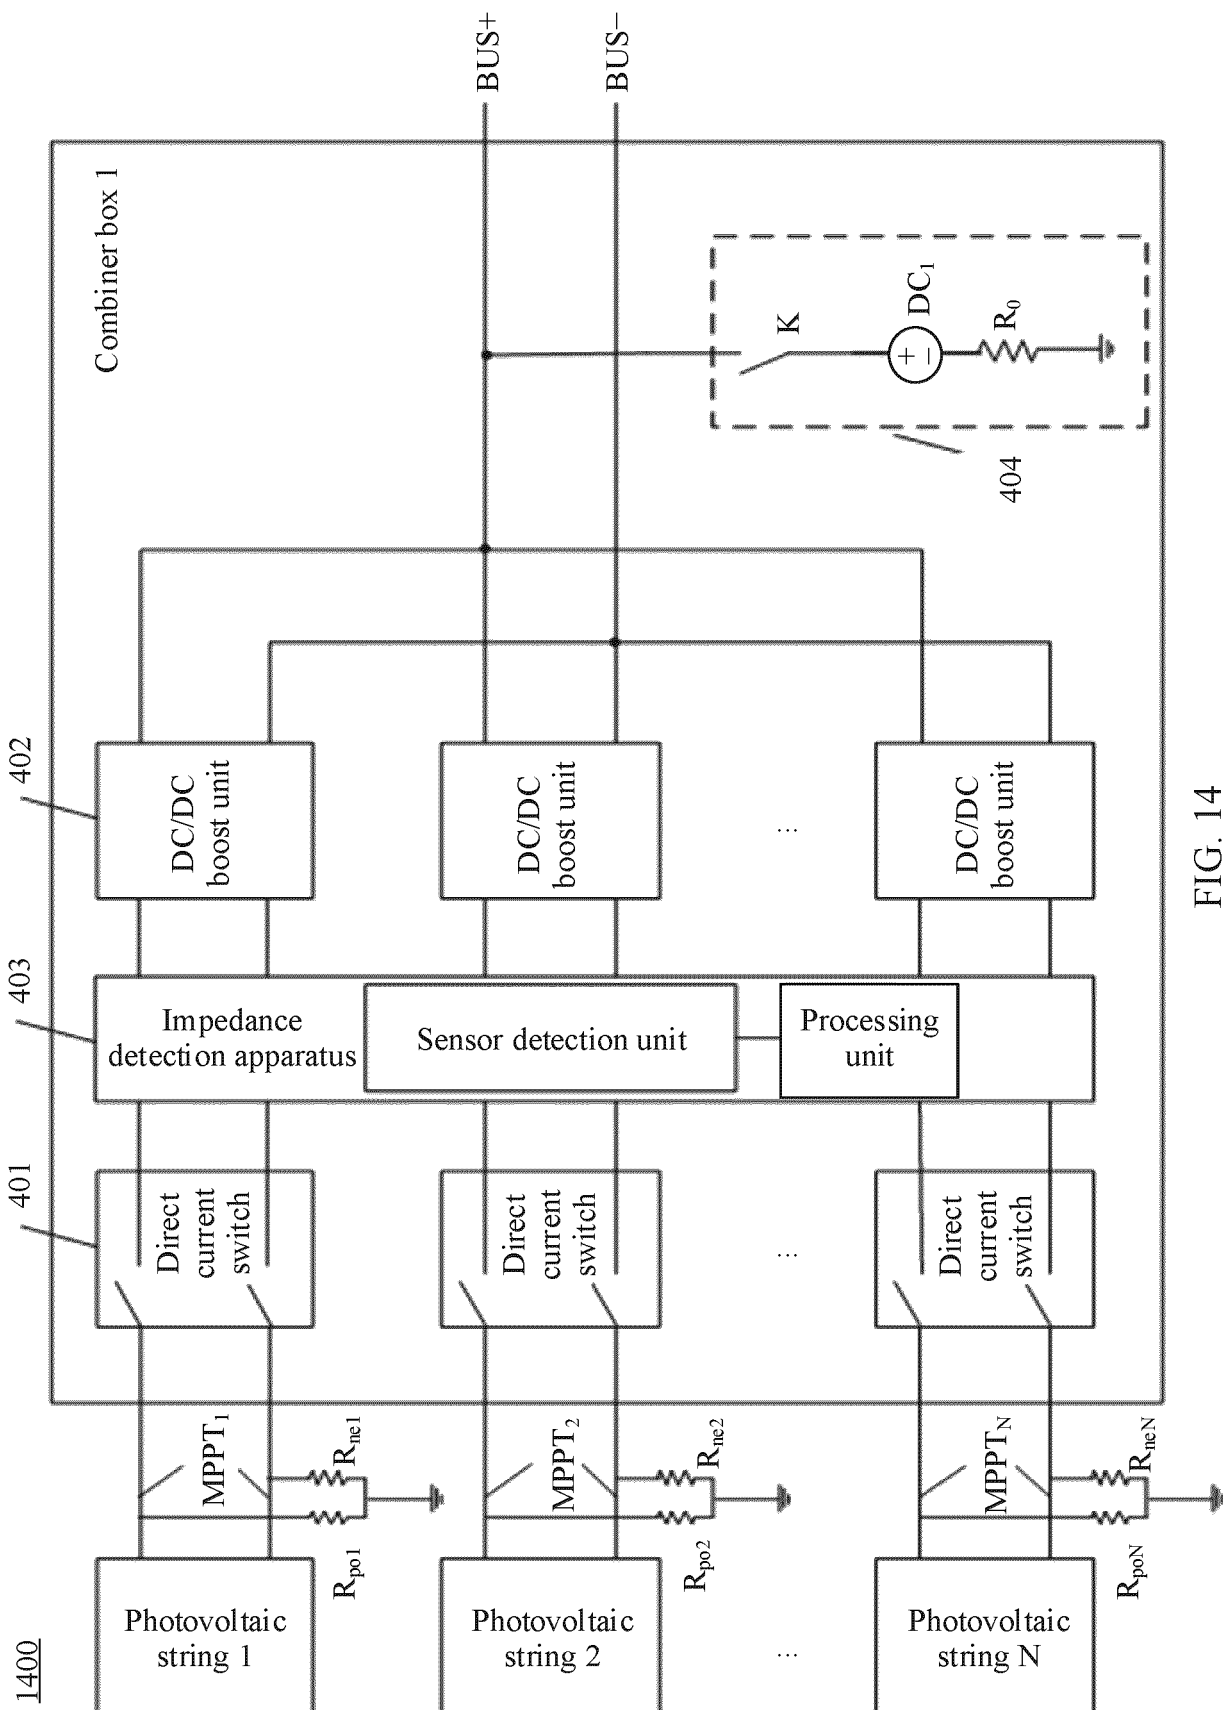 1400
Photovoltaic
string 1
Photovoltaic
string 2
...
Photovoltaic
string N
Rpo1
Rne1
MPPT1
Rpo2
Rne2
MPPT2
RpoN
RneN
MPPTN
401
Direct
current
switch
Direct
current
switch
...
Direct
current
switch
403
Impedance
detection apparatus
Sensor detection unit
Processing
unit
402
DC/DC
boost unit
DC/DC
boost unit
...
DC/DC
boost unit
Combiner box 1
404
K
+
−
DC1
R0
BUS+
BUS−
FIG. 14